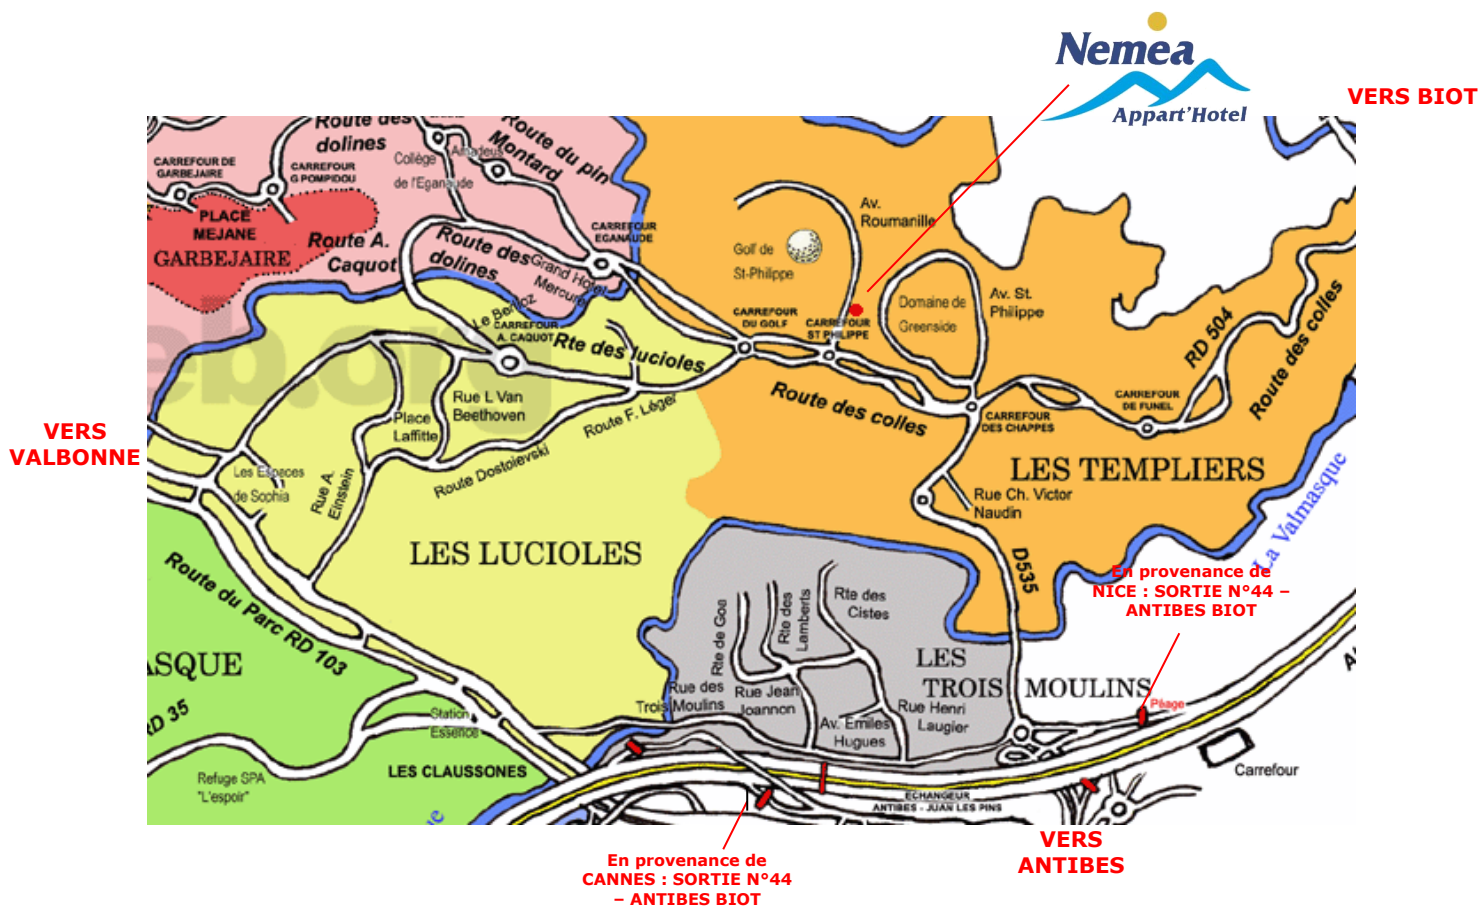 Nemea
Appart'Hotel
VERS BIOT
Route des
dolines
Route du pin
Montard
CARREFOUR DE
GARBEJAIRE
CARREFOUR
G POMPIDOU
Collège
de l'Eganaude
Amadeus
PLACE
MEJANE
GARBEJAIRE
Route A.
Caquot
Route des
dolines
CARREFOUR
EGANAUDE
Grand Hotel
Mercure
Av.
Roumanille
Golf de
St-Philippe
Le Berlioz
CARREFOUR
A. CAQUOT
Rte des lucioles
CARREFOUR
DU GOLF
CARREFOUR
ST PHILIPPE
Domaine de
Greenside
Av. St.
Philippe
RD 504
Route des colles
eb.org
Rue L Van
Beethoven
Place
Laffitte
Route F. Léger
Route des colles
CARREFOUR
DES CHAPPES
CARREFOUR
DE FUNEL
VERS
VALBONNE
Les Espaces
de Sophia
Rue A.
Einstein
Route Dostoievski
LES TEMPLIERS
Rue Ch. Victor
Naudin
La Valmasque
LES LUCIOLES
D535
En provenance de
NICE : SORTIE N°44 –
ANTIBES BIOT
Route du Parc RD 103
Rte de Goa
Rte des
Lamberts
Rte des
Cistes
ASQUE
RD 35
LES
TROIS MOULINS
Rue des
Trois Moulins
Rue Jean
Joannon
Av. Emiles
Hugues
Rue Henri
Laugier
Péage
Station
Essence
Refuge SPA
"L'espoir"
LES CLAUSSONES
Carrefour
ECHANGEUR
ANTIBES - JUAN LES PINS
VERS
ANTIBES
En provenance de
CANNES : SORTIE N°44
– ANTIBES BIOT